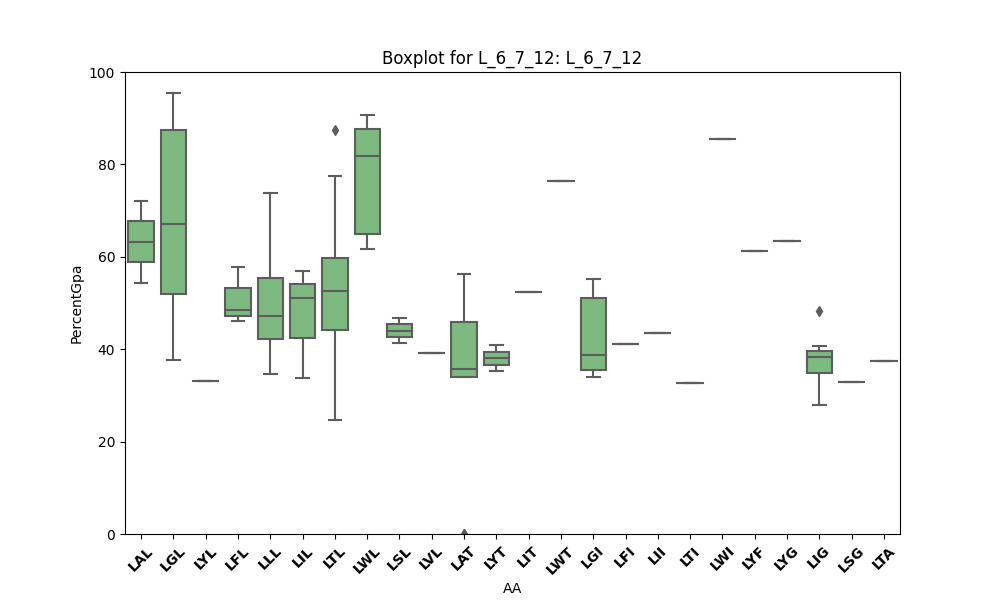 Boxplot for L_6_7_12: L_6_7_12
100
80
60
40
20
0
PercentGpa
LAL LGL LYL LFL LLL LIL LTL LWL LSL LVL LAT LYT LIT LWT LGI LFI LII LTI LWI LYF LYG LIG LSG LTA
AA